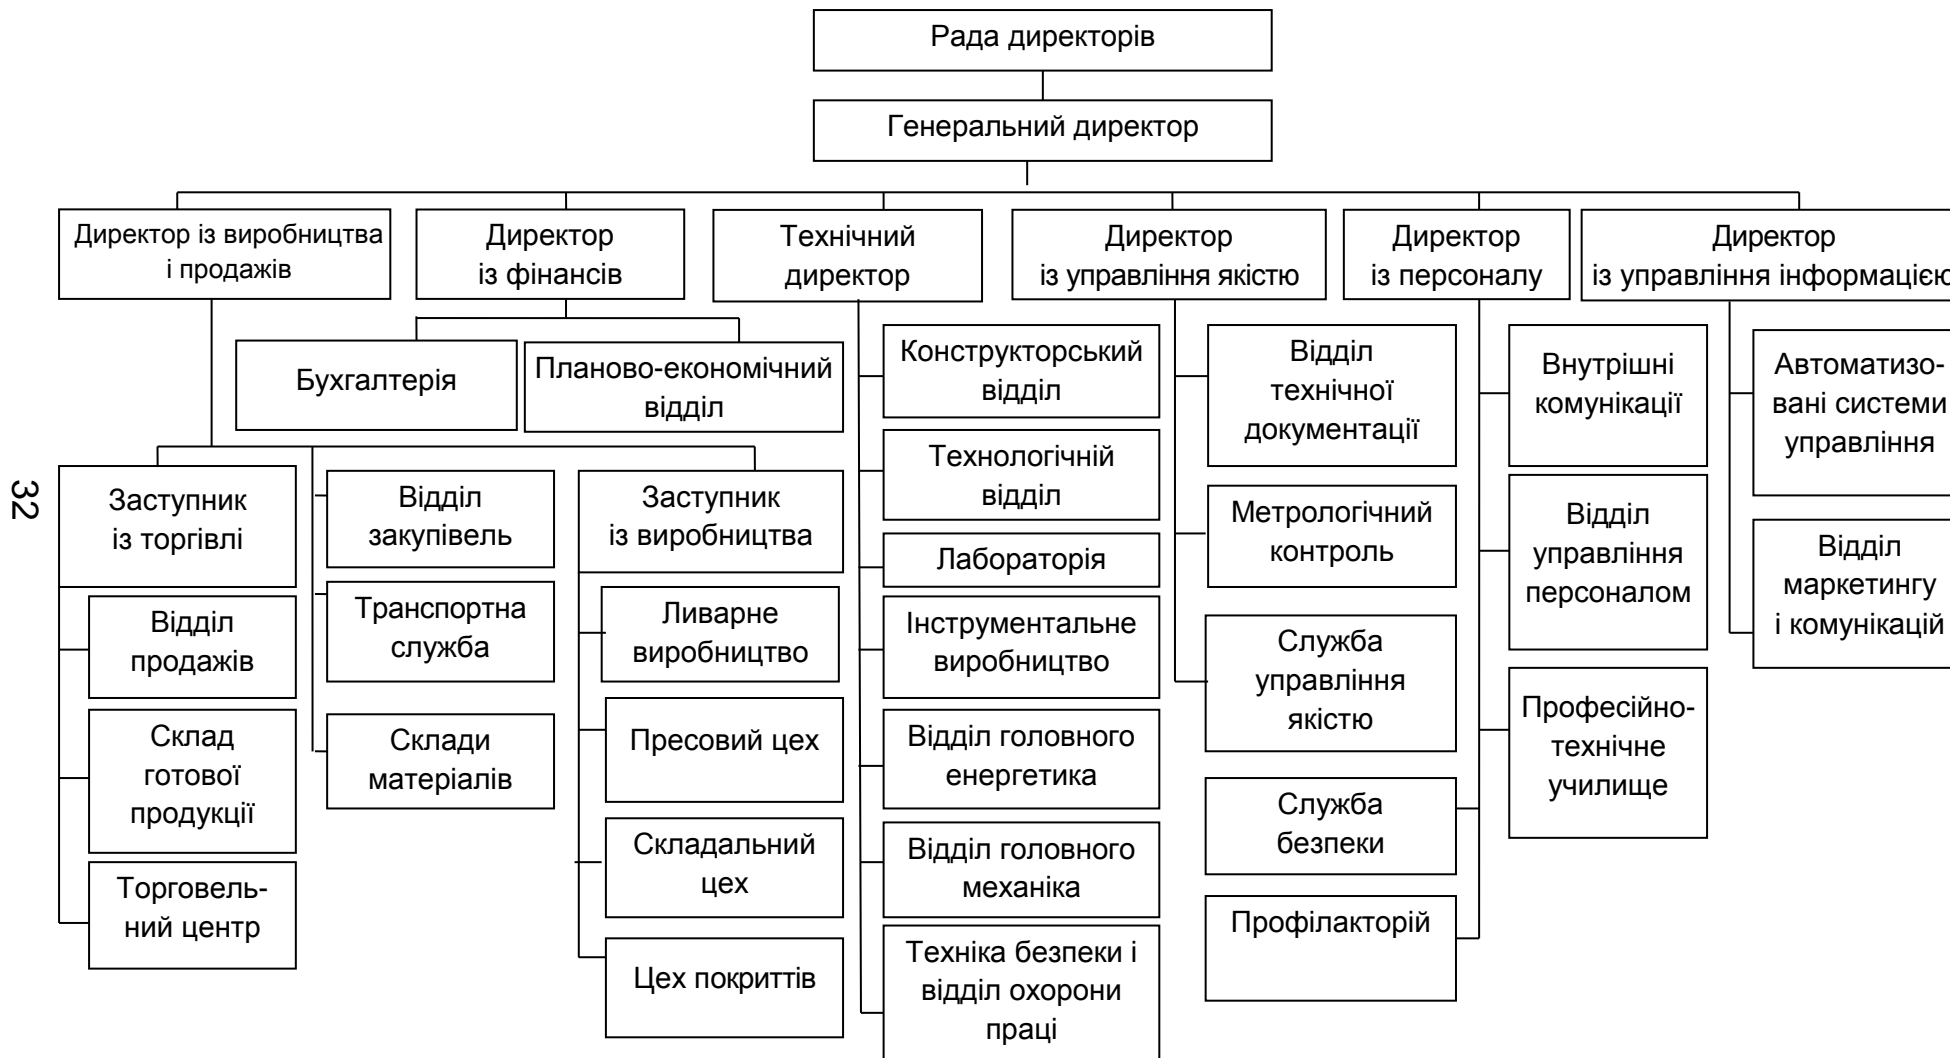 Рада директорів
Генеральний директор
Директор із виробництва
і продажів
Директор
із фінансів
Технічний
директор
Директор
із управління якістю
Директор
із персоналу
Директор
із управління інформацією
Бухгалтерія
Планово-економічний
відділ
Заступник
із торгівлі
Відділ
продажів
Склад
готової
продукції
Торговель-
ний центр
Відділ
закупівель
Транспортна
служба
Склади
матеріалів
Заступник
із виробництва
Ливарне
виробництво
Пресовий цех
Складальний
цех
Цех покриттів
Конструкторський
відділ
Технологічній
відділ
Лабораторія
Інструментальне
виробництво
Відділ головного
енергетика
Відділ головного
механіка
Техніка безпеки і
відділ охорони
праці
Відділ
технічної
документації
Метрологічний
контроль
Служба
управління
якістю
Служба
безпеки
Профілакторій
Внутрішні
комунікації
Відділ
управління
персоналом
Професійно-
технічне
училище
Автоматизо-
вані системи
управління
Відділ
маркетингу
і комунікацій
32